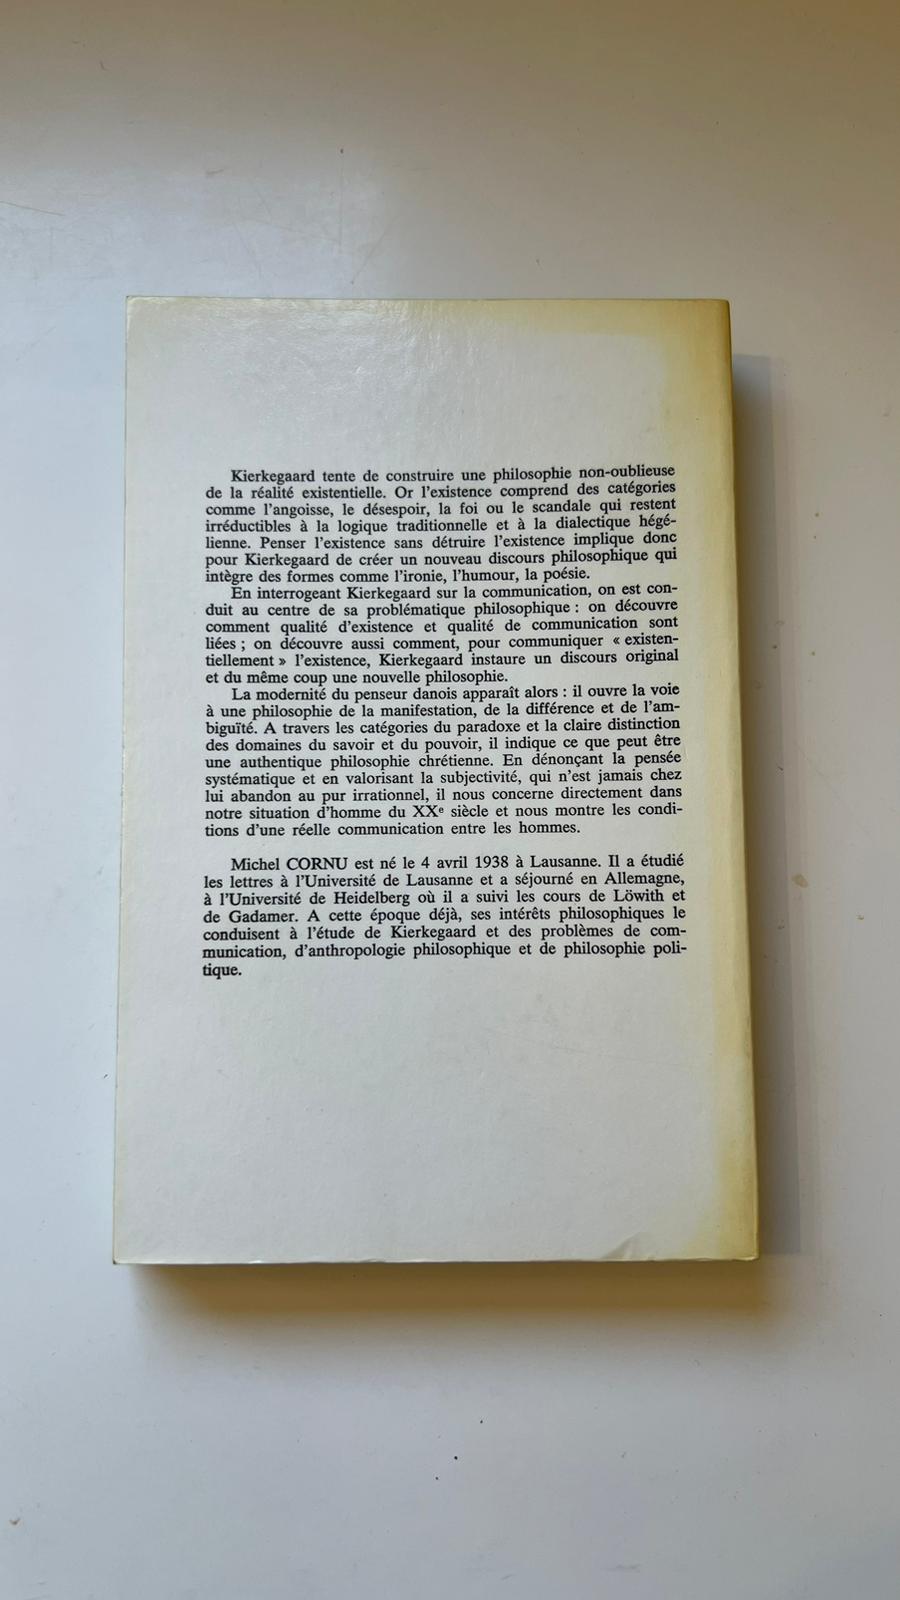 Kierkegaard tente de construire une philosophie non-oublieuse
de la réalité existentielle. Or l'existence comprend des catégories
comme l'angoisse, le désespoir, la foi ou le scandale qui restent
irréductibles à la logique traditionnelle et à la dialectique hégé-
lienne. Penser l'existence sans détruire l'existence implique donc
pour Kierkegaard de créer un nouveau discours philosophique qui
intègre des formes comme l'ironie, l'humour, la poésie.
En interrogeant Kierkegaard sur la communication, on est con-
duit au centre de sa problématique philosophique : on découvre
comment qualité d'existence et qualité de communication sont
liées ; on découvre aussi comment, pour communiquer « existen-
tiellement » l'existence, Kierkegaard instaure un discours original
et du même coup une nouvelle philosophie.
La modernité du penseur danois apparaît alors : il ouvre la voie
à une philosophie de la manifestation, de la différence et de l'am-
biguïté. A travers les catégories du paradoxe et la claire distinction
des domaines du savoir et du pouvoir, il indique ce que peut être
une authentique philosophie chrétienne. En dénonçant la pensée
systématique et en valorisant la subjectivité, qui n'est jamais chez
lui abandon au pur irrationnel, il nous concerne directement dans
notre situation d'homme du XXe siècle et nous montre les condi-
tions d'une réelle communication entre les hommes.
Michel CORNU est né le 4 avril 1938 à Lausanne. Il a étudié
les lettres à l'Université de Lausanne et a séjourné en Allemagne,
à l'Université de Heidelberg où il a suivi les cours de Löwith et
de Gadamer. A cette époque déjà, ses intérêts philosophiques le
conduisent à l'étude de Kierkegaard et des problèmes de com-
munication, d'anthropologie philosophique et de philosophie poli-
tique.